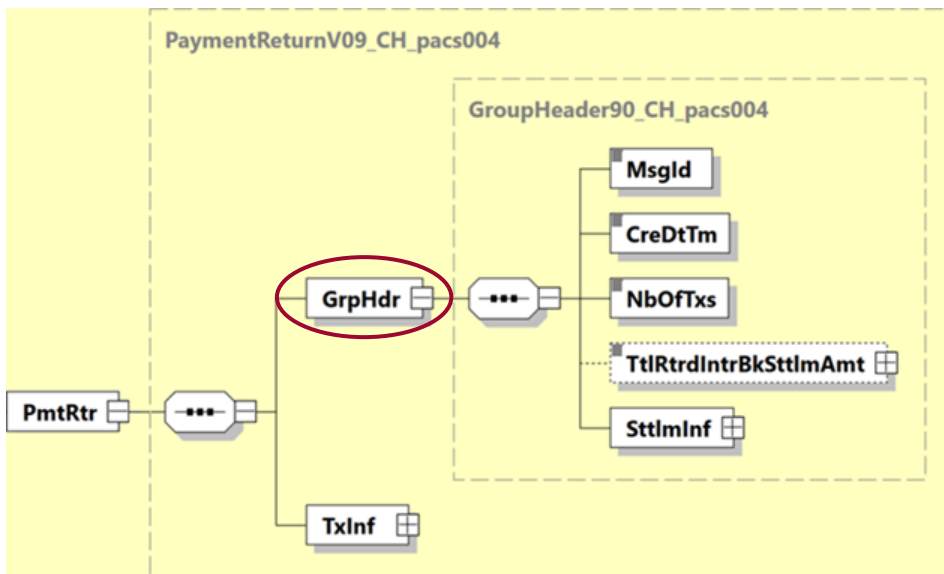 PaymentReturnV09_CH_pacs004
GroupHeader90_CH_pacs004
MsgId
CreDtTm
GrpHdr
NbOfTxs
TtlRtrdIntrBkSttlmAmt
PmtRtr
SttlmInf
TxInf